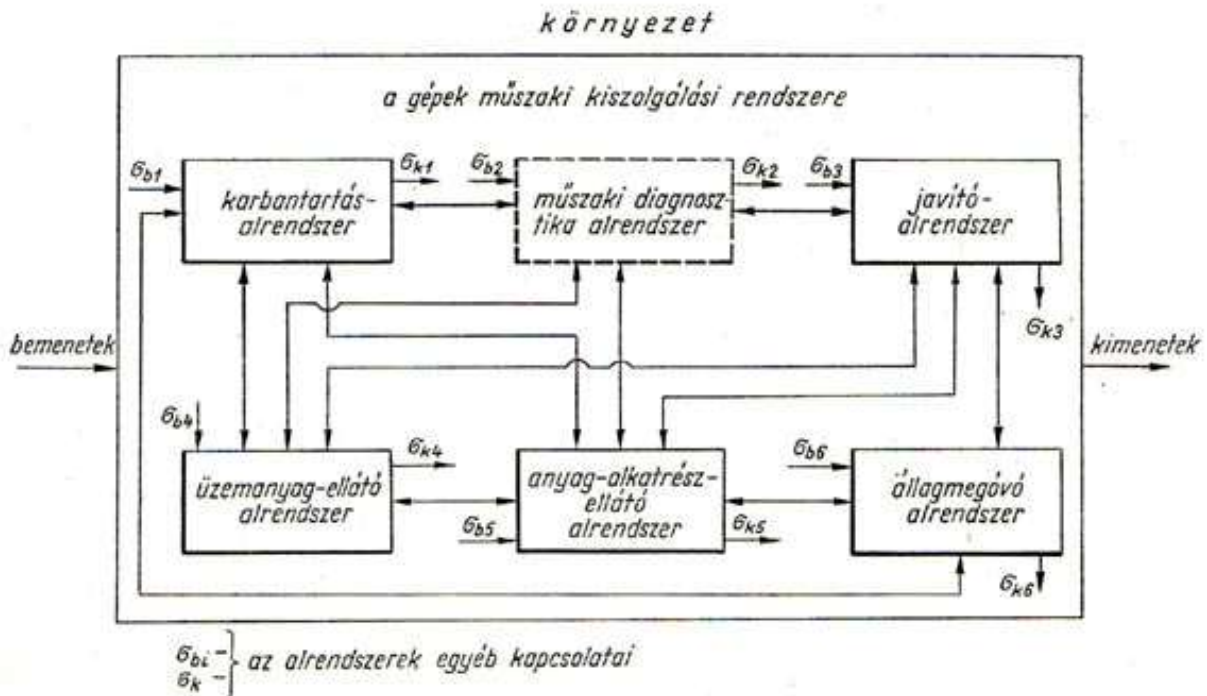 környezet
a gépek műszaki kiszolgálási rendszere
σb1
σk1
σb2
σk2
σb3
karbantartás-
alrendszer
műszaki diagnosz-
tika alrendszer
javító-
alrendszer
σk3
bemenetek
kimenetek
σb4
σk4
σb6
üzemanyag-ellátó
alrendszer
anyag-alkatrész-
ellátó
alrendszer
állagmegóvó
alrendszer
σb5
σk5
σk6
σbi -
σk -
az alrendszerek egyéb kapcsolatai